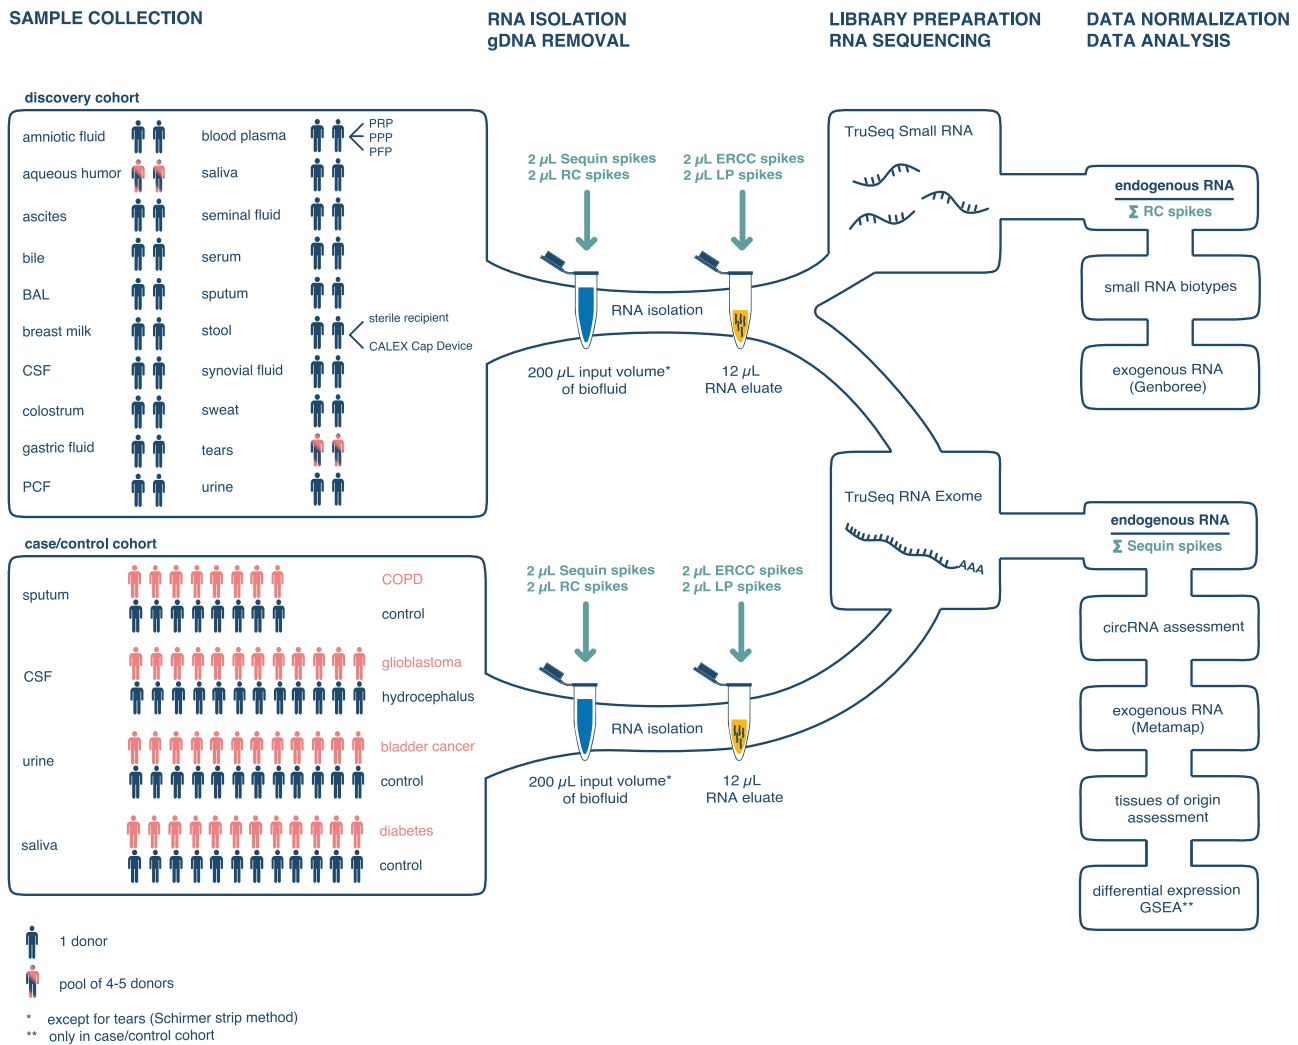 SAMPLE COLLECTION
RNA ISOLATION
gDNA REMOVAL
LIBRARY PREPARATION
RNA SEQUENCING
DATA NORMALIZATION
DATA ANALYSIS
discovery cohort
amniotic fluid
aqueous humor
ascites
bile
BAL
breast milk
CSF
colostrum
gastric fluid
PCF
blood plasma
PRP
PPP
PFP
saliva
seminal fluid
serum
sputum
stool
sterile recipient
CALEX Cap Device
synovial fluid
sweat
tears
urine
2 µL Sequin spikes
2 µL RC spikes
2 µL ERCC spikes
2 µL LP spikes
RNA isolation
200 µL input volume*
of biofluid
12 µL
RNA eluate
TruSeq Small RNA
endogenous RNA
Σ RC spikes
small RNA biotypes
exogenous RNA
(Genboree)
case/control cohort
sputum
COPD
control
CSF
glioblastoma
hydrocephalus
urine
bladder cancer
control
saliva
diabetes
control
2 µL Sequin spikes
2 µL RC spikes
2 µL ERCC spikes
2 µL LP spikes
RNA isolation
200 µL input volume*
of biofluid
12 µL
RNA eluate
TruSeq RNA Exome
AAA
endogenous RNA
Σ Sequin spikes
circRNA assessment
exogenous RNA
(Metamap)
tissues of origin
assessment
differential expression
GSEA**
1 donor
pool of 4-5 donors
* except for tears (Schirmer strip method)
** only in case/control cohort